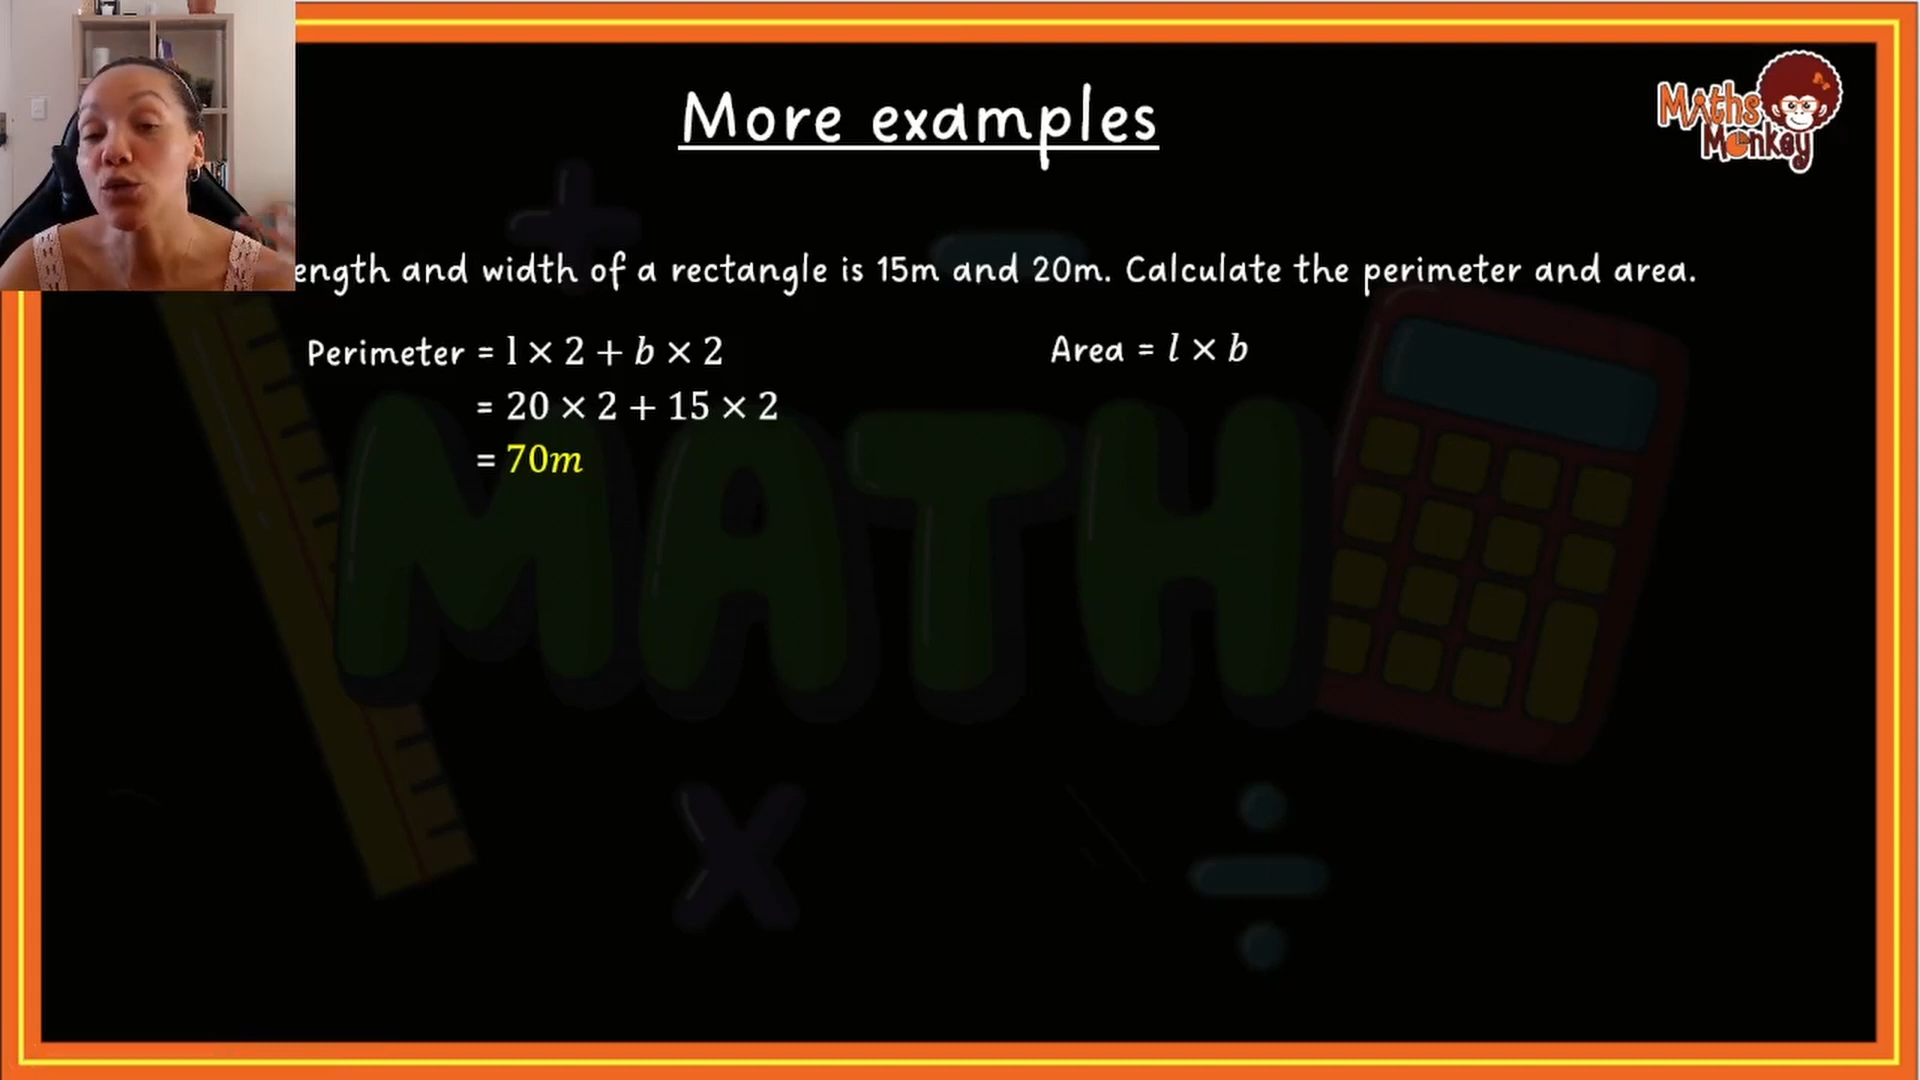 More examples
Maths
Monkey
ength and width of a rectangle is 15m and 20m. Calculate the perimeter and area.
Perimeter = l × 2 + b × 2
Area = l × b
= 20 × 2 + 15 × 2
= 70m
MATH